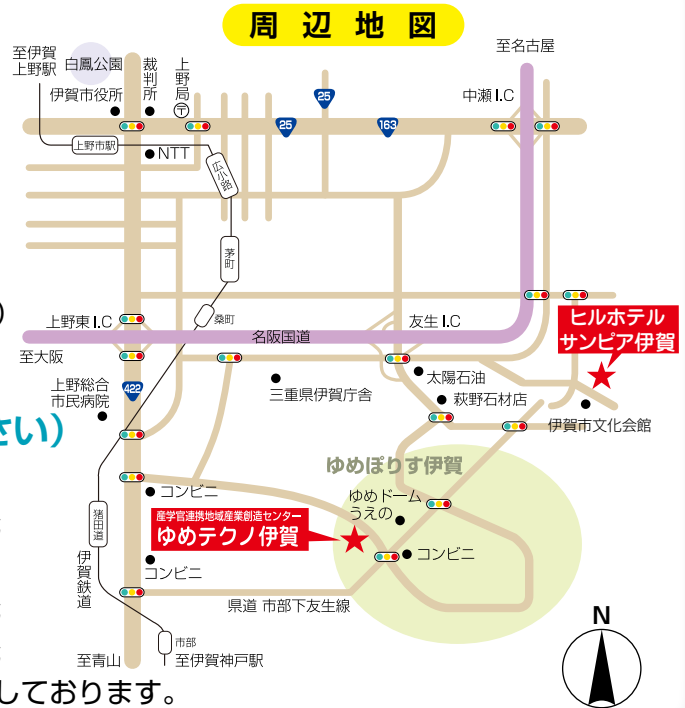 周辺地図
至名古屋
至伊賀
上野駅
白鳳公園
裁判所
上野局
〒
伊賀市役所
中瀬 I.C
25
25
163
上野市駅
NTT
広小路
茅町
)
上野東 I.C
桑町
友生 I.C
名阪国道
ヒルホテル
サンピア伊賀
至大阪
太陽石油
上野総合
市民病院
422
三重県伊賀庁舎
萩野石材店
伊賀市文化会館
さい)
ゆめぽりす伊賀
コンビニ
ゆめドーム
うえの
猪田道
産学官連携地域産業創造センター
ゆめテクノ伊賀
伊賀鉄道
コンビニ
コンビニ
県道 市部下友生線
市部
至青山
至伊賀神戸駅
N
しております。